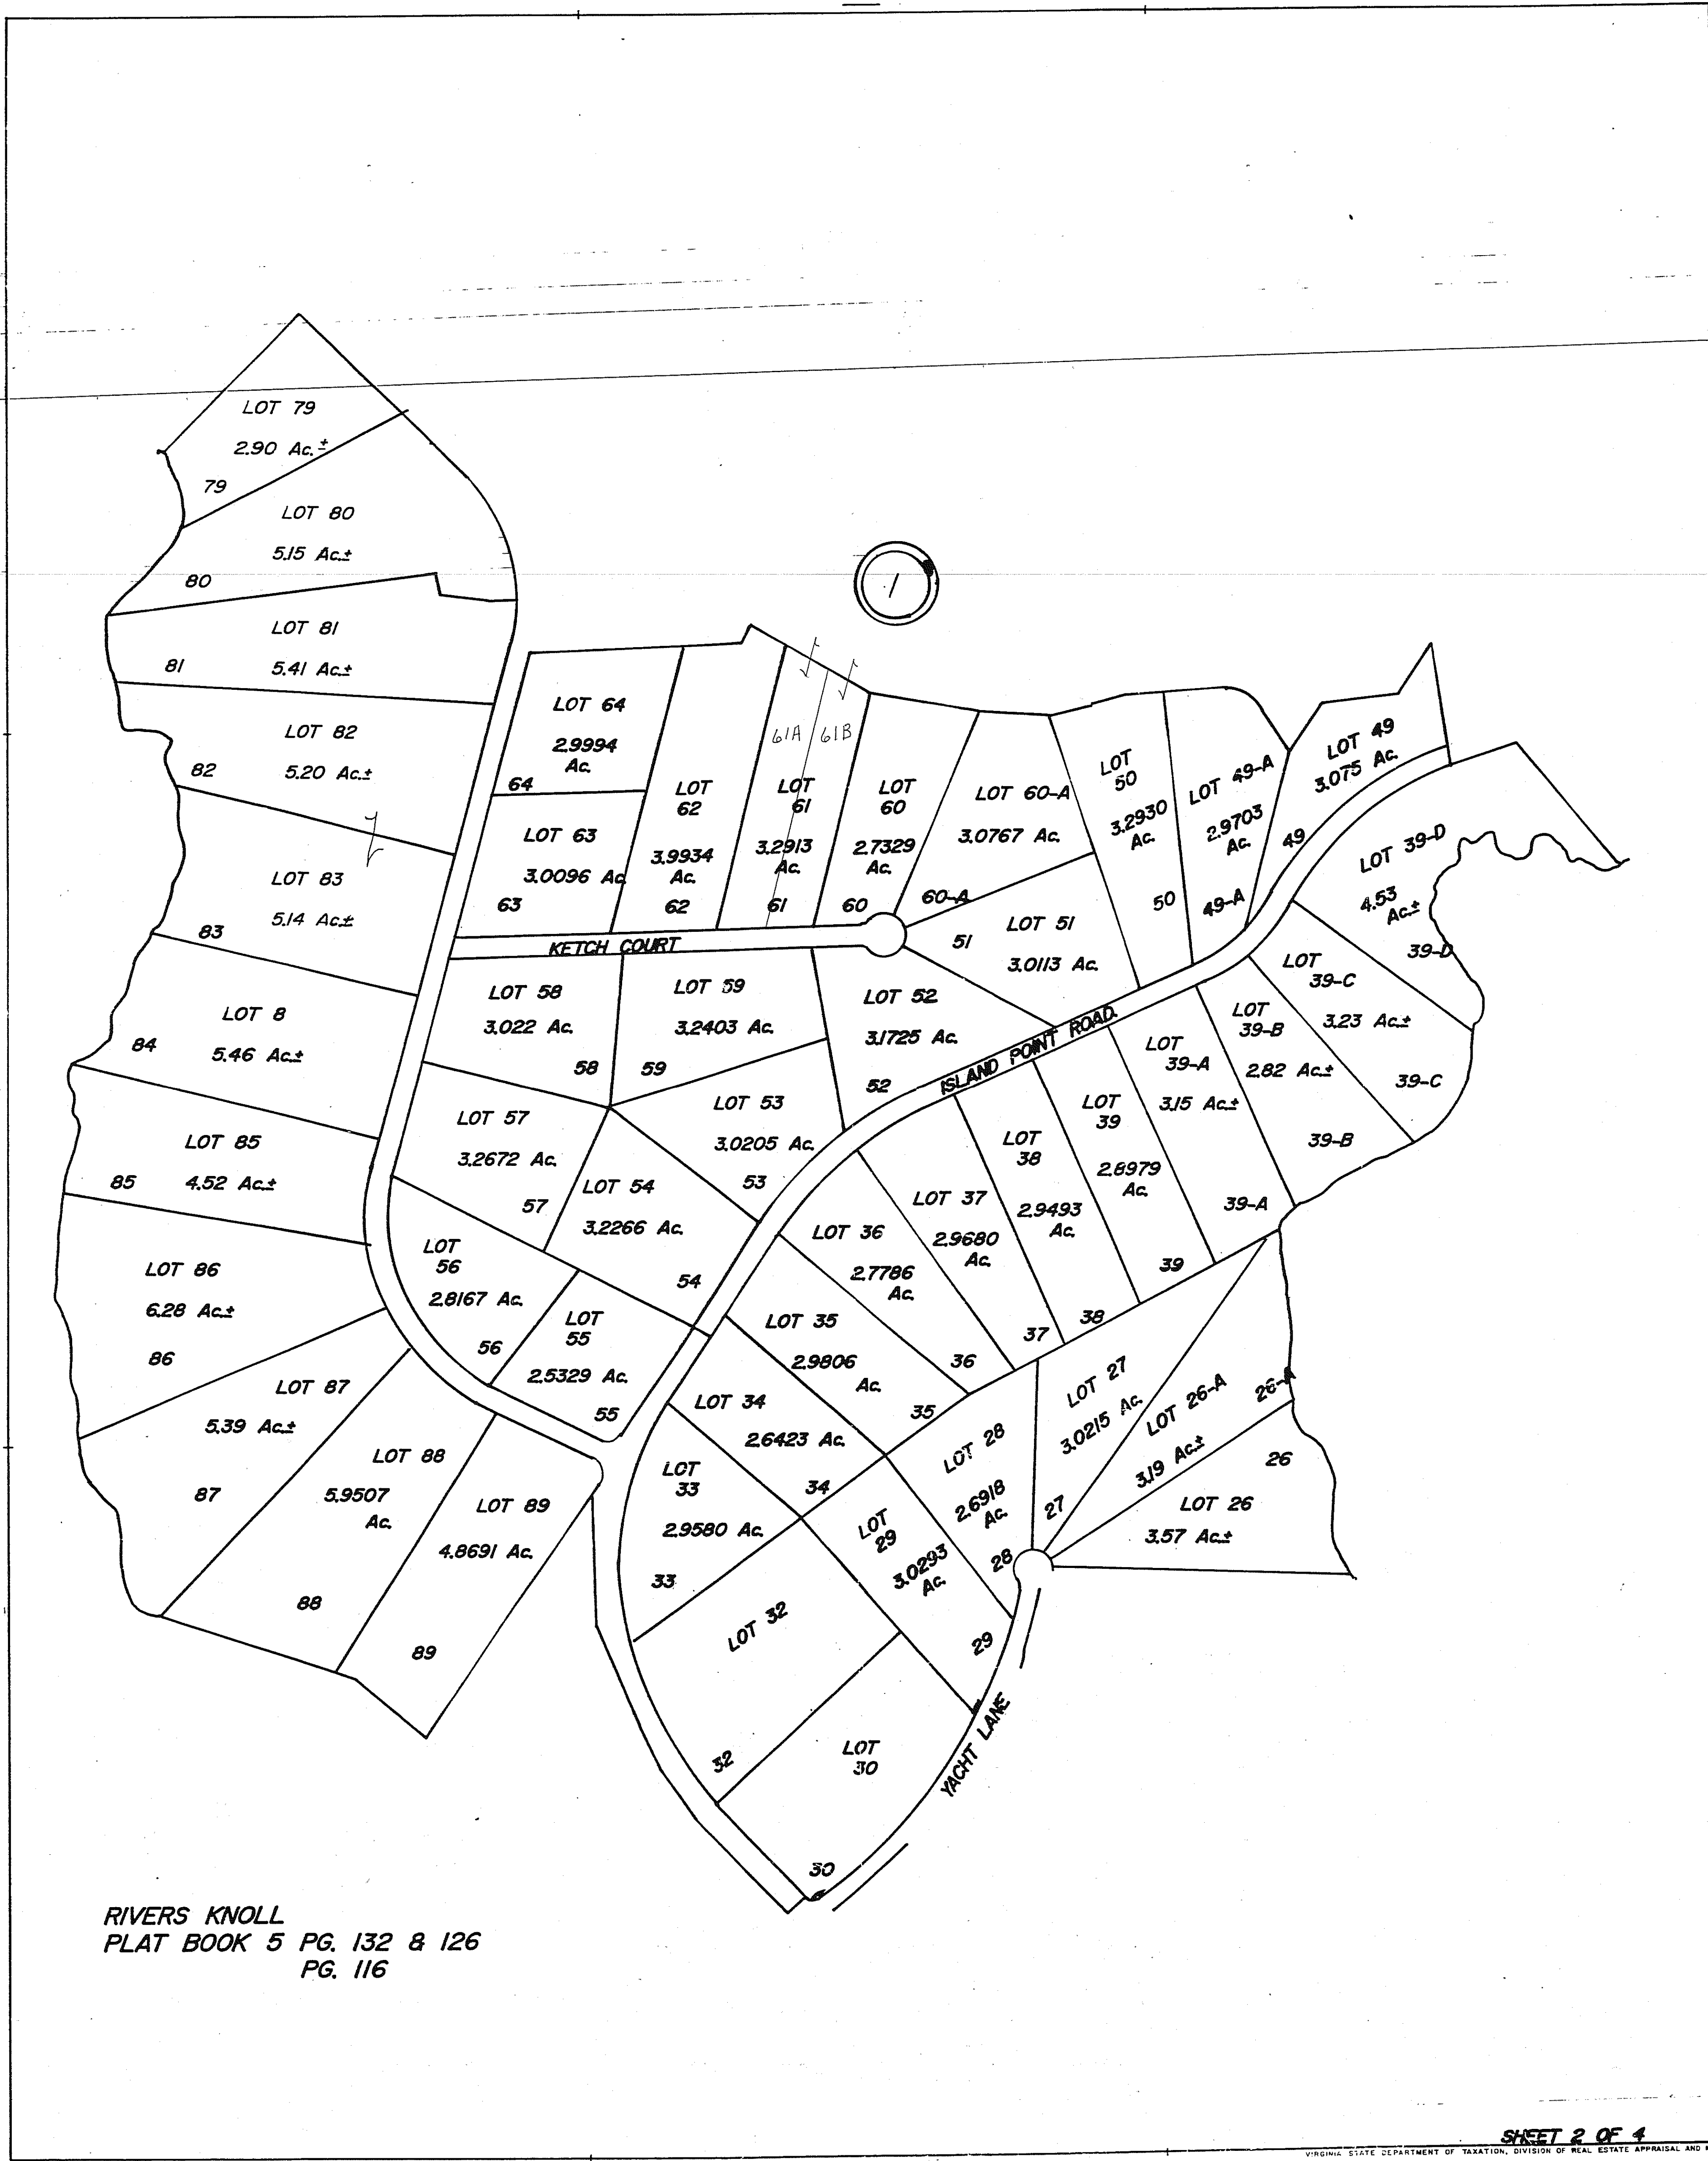 LOT 79
2.90 Ac.±
79
LOT 80
5.15 Ac.±
80
LOT 81
81
5.41 Ac.±
LOT 82
82
5.20 Ac.±
LOT 83
83
5.14 Ac.±
LOT 8
84
5.46 Ac.±
LOT 85
85
4.52 Ac.±
LOT 86
6.28 Ac.±
86
LOT 87
5.39 Ac.±
87
LOT 88
5.9507
Ac.
88
LOT 89
4.8691 Ac.
89
1
LOT 64
2.9994
Ac.
64
LOT 63
3.0096 Ac
63
LOT
62
3.9934
Ac.
62
61A
61B
LOT
61
3.2913
Ac.
61
LOT
60
2.7329
Ac.
60
LOT 60-A
3.0767 Ac.
60-A
LOT
50
3.2930
Ac.
50
LOT 49-A
2.9703
Ac.
49-A
LOT 49
3.075 Ac.
49
KETCH COURT
LOT 51
51
3.0113 Ac.
LOT 58
3.022 Ac.
58
LOT 59
3.2403 Ac.
59
LOT 52
3.1725 Ac.
52
ISLAND POINT ROAD.
LOT 57
3.2672 Ac.
57
LOT 53
3.0205 Ac.
53
LOT 54
3.2266 Ac.
54
LOT
56
2.8167 Ac.
56
LOT
55
2.5329 Ac.
55
LOT 39-D
4.53
Ac.±
39-D
LOT
39-C
3.23 Ac.±
39-C
LOT
39-B
2.82 Ac.±
39-B
LOT
39-A
3.15 Ac.±
39-A
LOT
39
2.8979
Ac.
39
LOT
38
2.9493
Ac.
38
LOT 37
2.9680
Ac.
37
LOT 36
2.7786
Ac.
36
LOT 35
2.9806
Ac.
35
LOT 34
2.6423 Ac.
34
LOT
33
2.9580 Ac.
33
LOT 32
32
LOT
30
30
LOT
29
3.0293
Ac.
29
LOT 28
2.6918
Ac.
28
LOT 27
3.0215 Ac.
27
LOT 26-A
26-A
3.19 Ac.±
26
LOT 26
3.57 Ac.±
YACHT LANE
RIVERS KNOLL
PLAT BOOK 5 PG. 132 & 126
PG. 116
SHEET 2 OF 4
VIRGINIA STATE DEPARTMENT OF TAXATION, DIVISION OF REAL ESTATE APPRAISAL AND